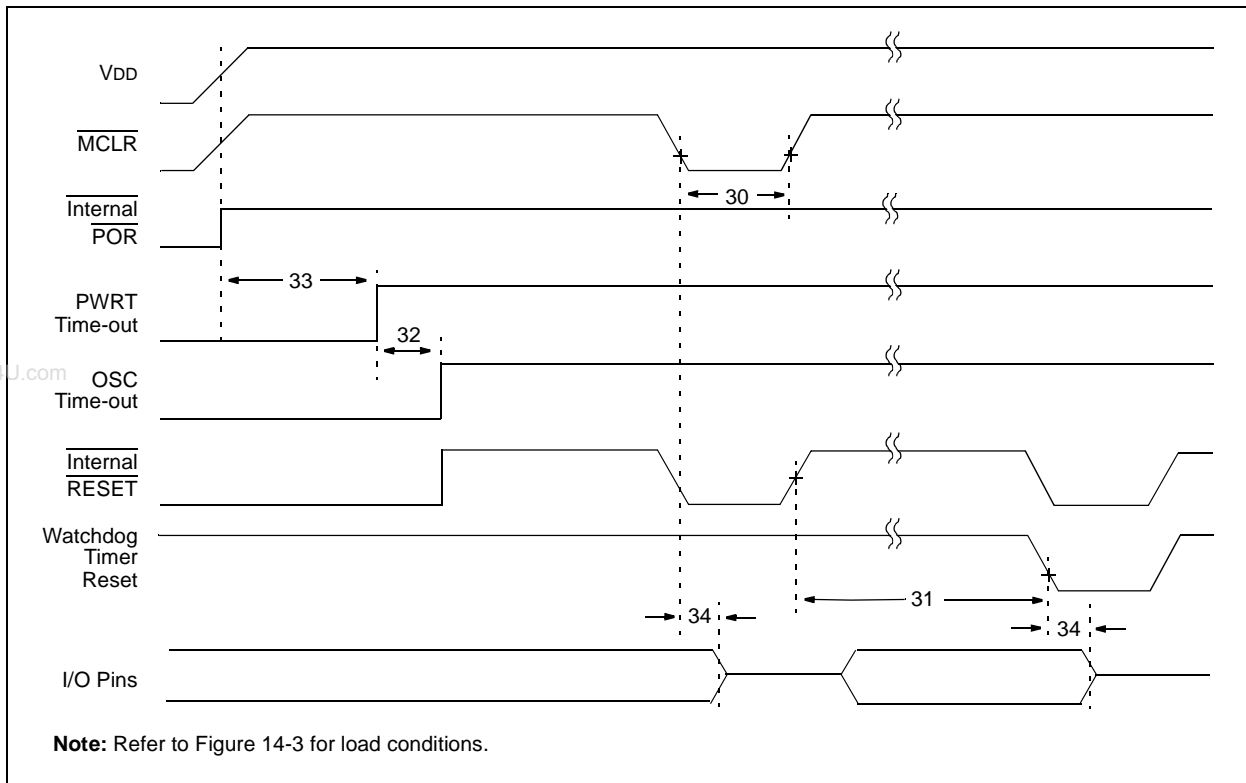 VDD
MCLR
30
Internal
POR
33
PWRT
Time-out
32
4U.com
OSC
Time-out
Internal
RESET
Watchdog
Timer
Reset
31
34
34
I/O Pins
Note: Refer to Figure 14-3 for load conditions.